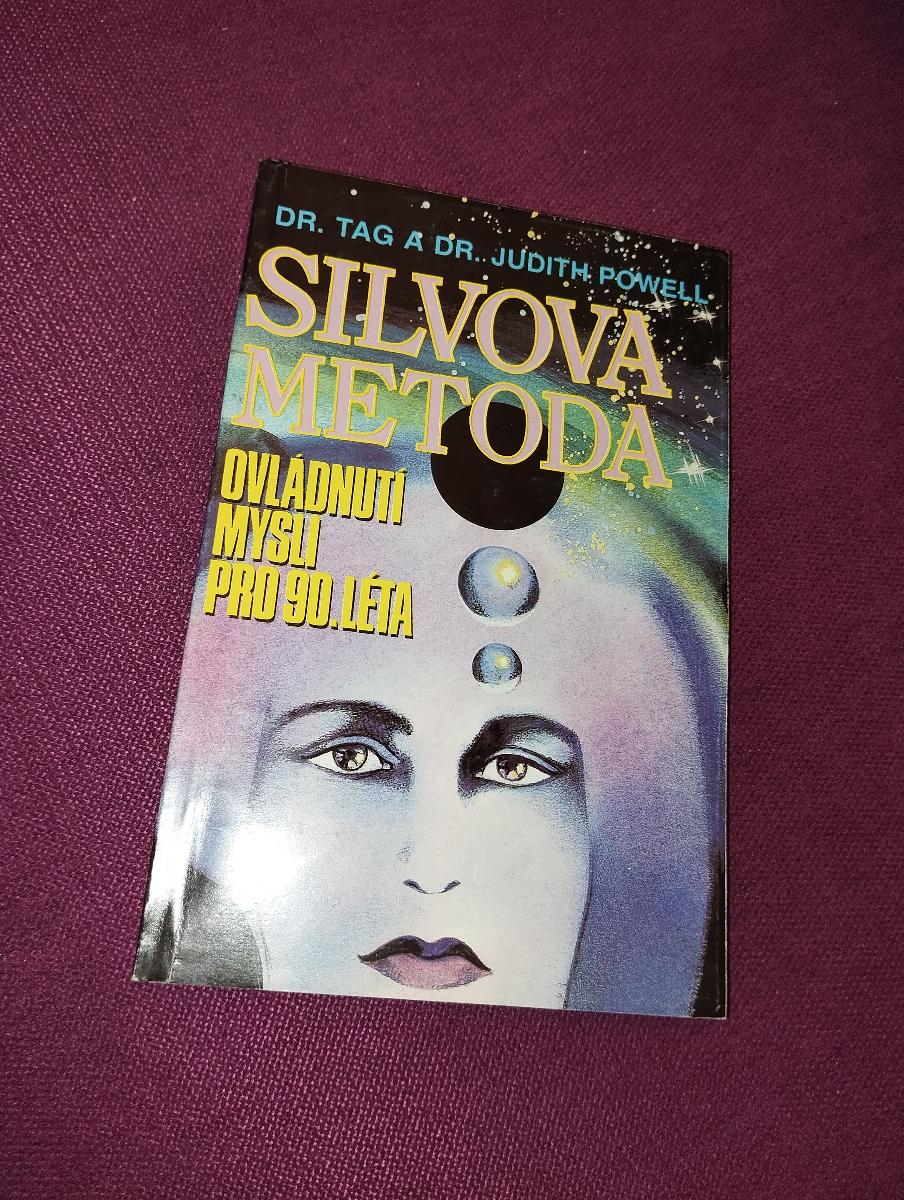 DR. TAG A DR. JUDITH POWELL
SILVOVA
METODA
OVLÁDNUTÍ
MYSLI
PRO 90. LÉTA